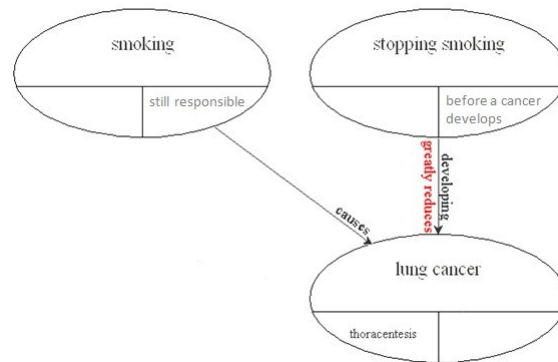 smoking
stopping smoking
still responsible
before a cancer
develops
causes
greatly reduces
developing
lung cancer
thoracentesis